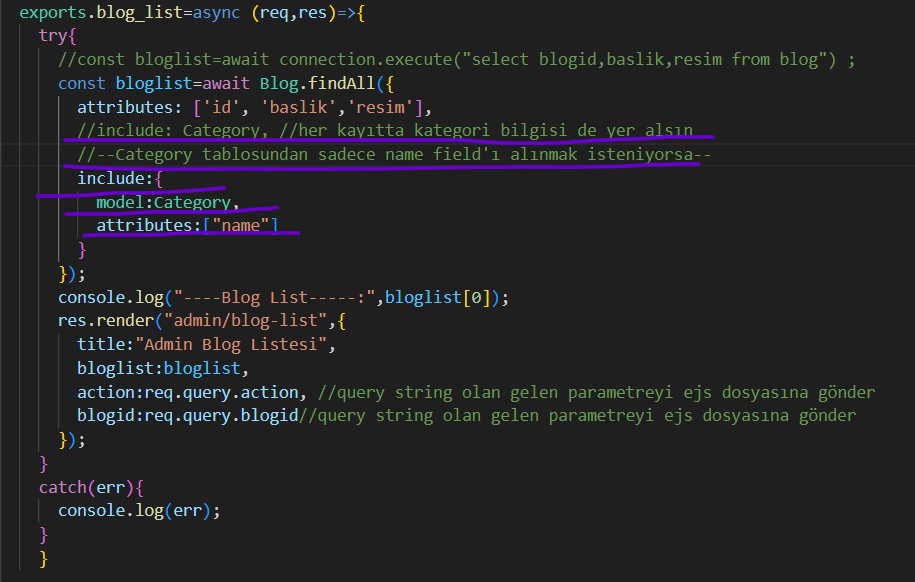 exports.blog_list=async (req,res)=>{
try{
//const bloglist=await connection.execute("select blogid,baslik,resim from blog") ;
const bloglist=await Blog.findAll({
attributes: ['id', 'baslik','resim'],
//include: Category, //her kayıtta kategori bilgisi de yer alsın
//--Category tablosundan sadece name field'ı alınmak isteniyorsa--
include:{
model:Category,
attributes:["name"]
}
});
console.log("----Blog List-----:",bloglist[0]);
res.render("admin/blog-list",{
title:"Admin Blog Listesi",
bloglist:bloglist,
action:req.query.action, //query string olan gelen parametreyi ejs dosyasına gönder
blogid:req.query.blogid//query string olan gelen parametreyi ejs dosyasına gönder
});
}
catch(err){
console.log(err);
}
}